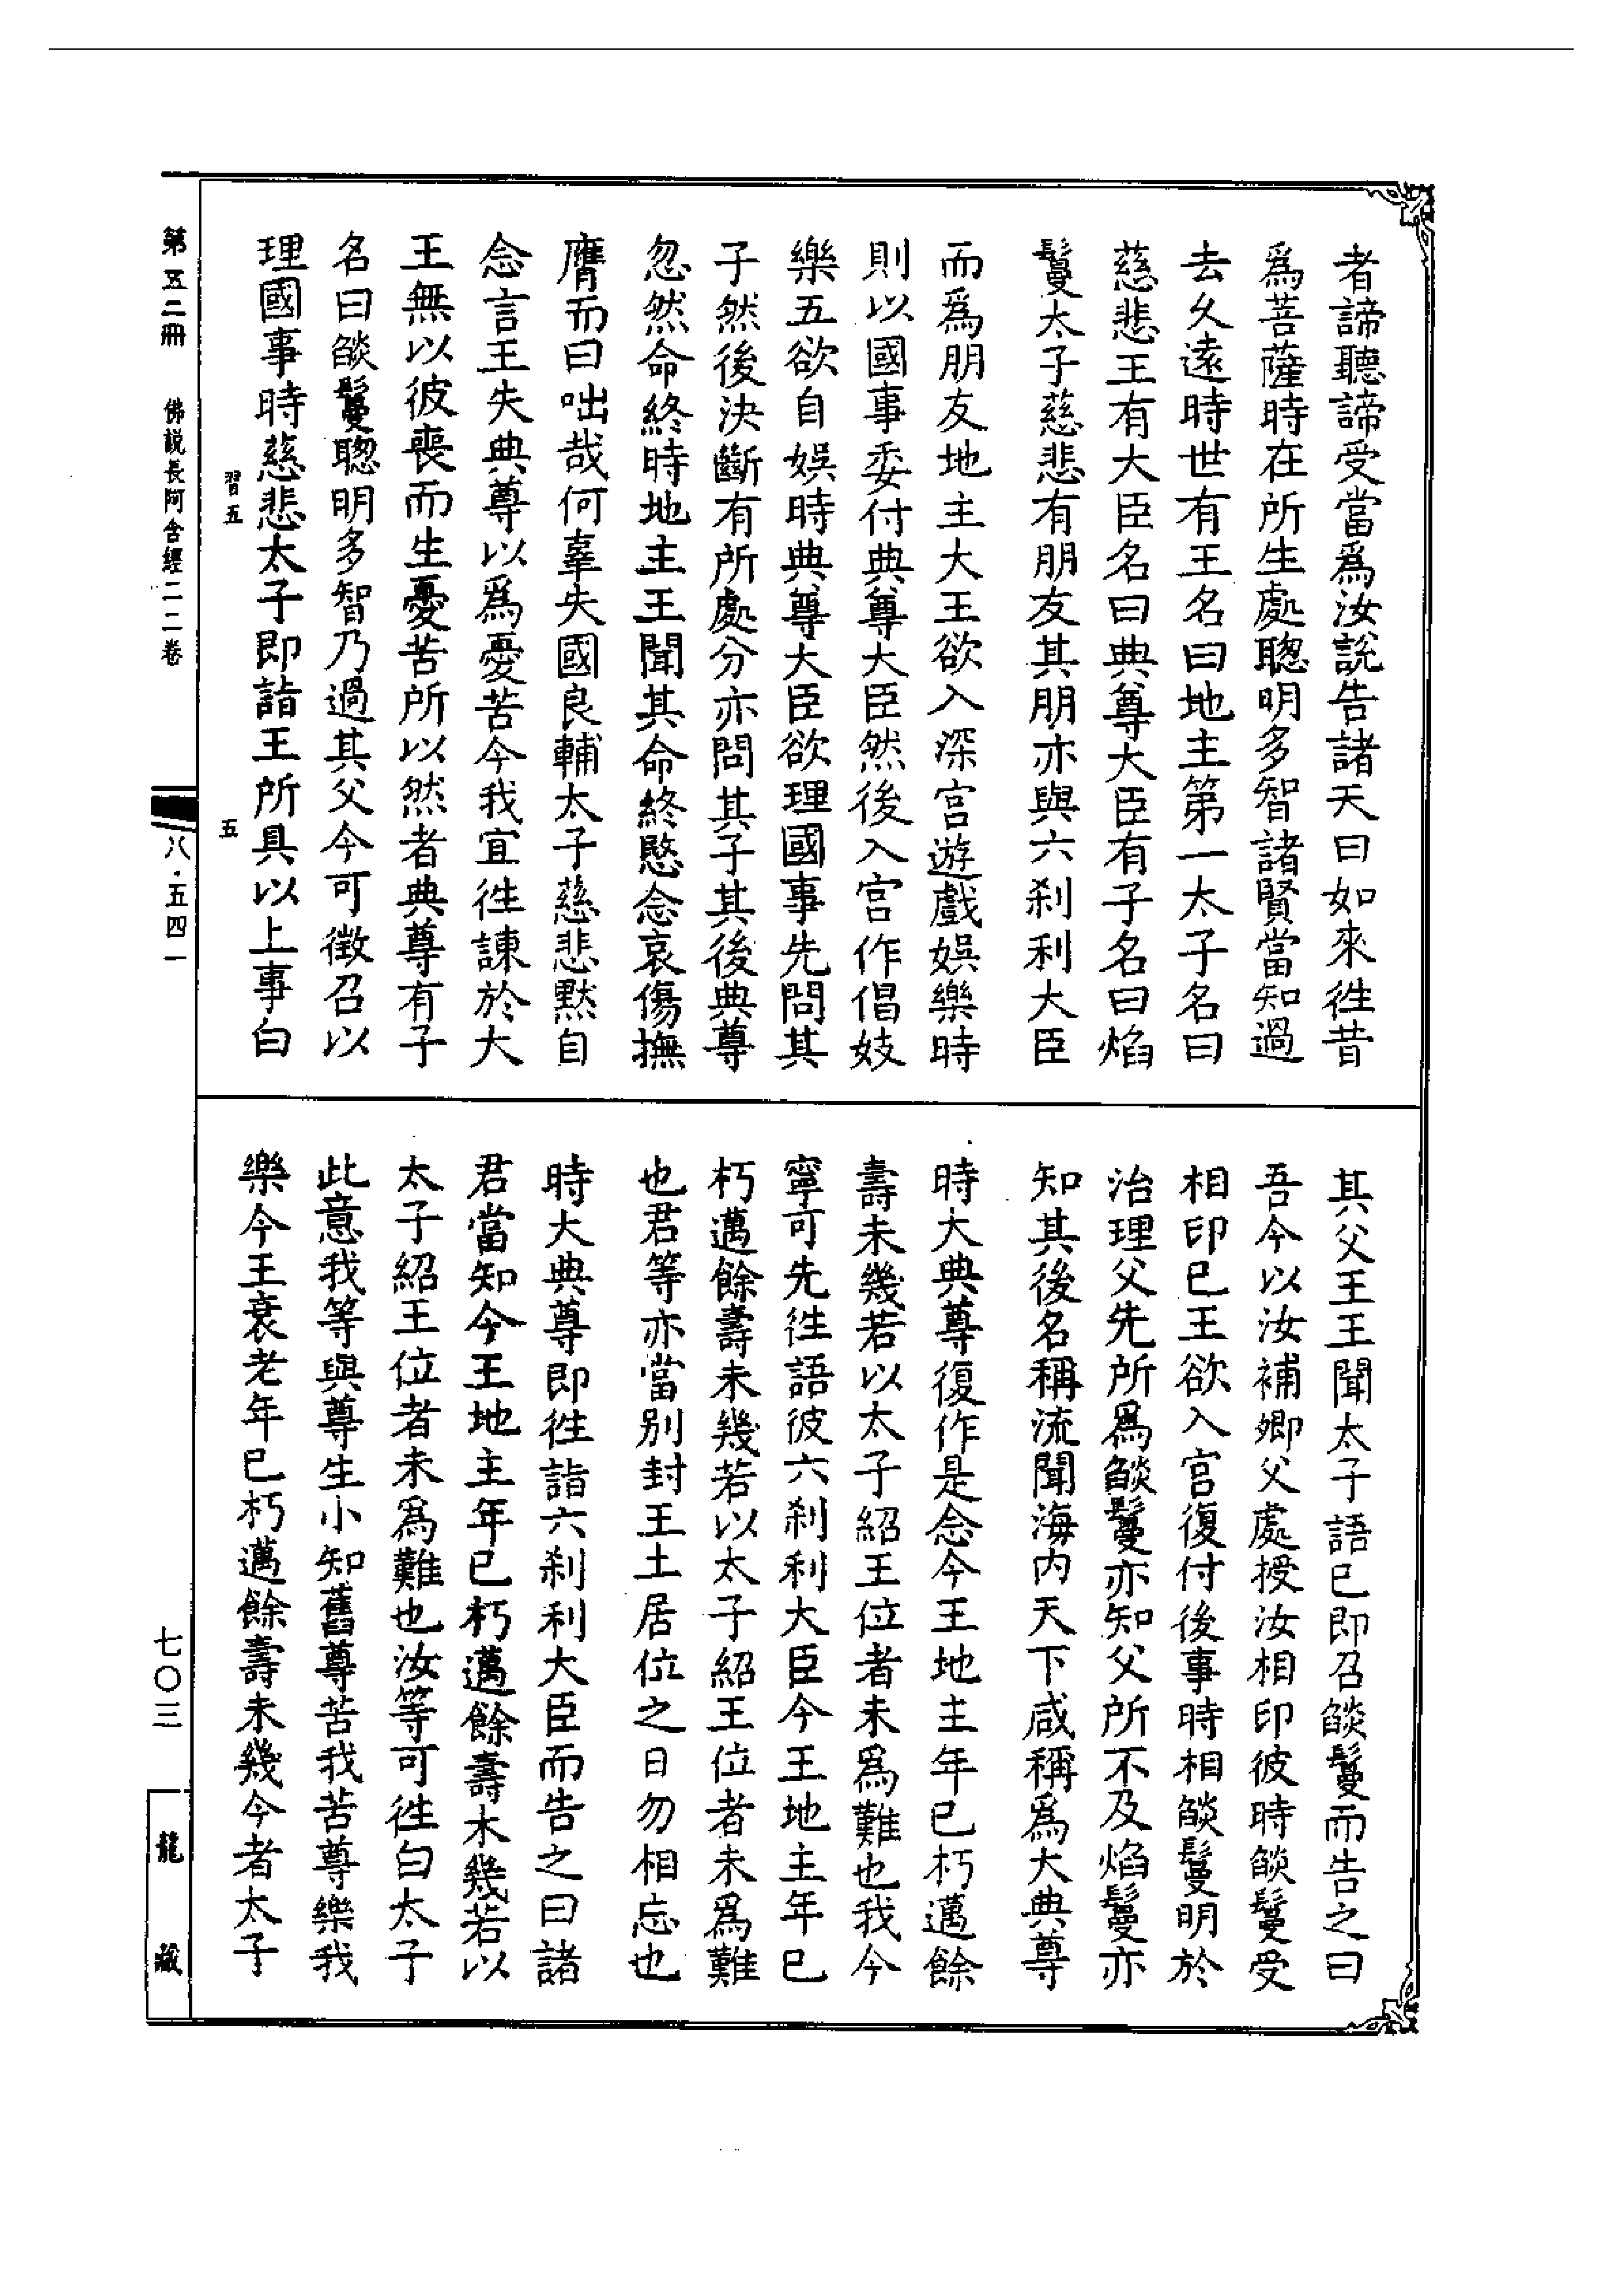 者諦聽諦受當爲汝説告諸天曰如來徃昔
爲菩薩時在所生處聰明多智諸賢當知過
去久遠時世有王名曰地主第一太子名曰
慈悲王有大臣名曰典尊大臣有子名曰焰
鬘太子慈悲有朋友其朋亦與六刹利大臣
而爲朋友地主大王欲入深宫遊戲娯樂時
則以國事委付典尊大臣然後入宫作倡妓
樂五欲自娯時典尊大臣欲理國事先問其
子然後決斷有所處分亦問其子其後典尊
忽然命終時地主王聞其命終愍念哀傷撫
膺而曰咄哉何辜失國良輔太子慈悲默自
念言王失典尊以爲憂苦今我宜徃諫於大
王無以彼喪而生憂苦所以然者典尊有子
名曰燄鬘聰明多智乃過其父今可徴召以
理國事時慈悲太子即詣王所具以上事白
其父王王聞太子語已即召燄鬘而告之曰
吾今以汝補卿父處授汝相印彼時燄鬘受
相印已王欲入宫復付後事時相燄鬘明於
治理父先所爲燄鬘亦知父所不及焰鬘亦
知其後名稱流聞海内天下咸稱爲大典尊
時大典尊復作是念今王地主年已朽邁餘
壽未幾若以太子紹王位者未爲難也我今
寧可先徃語彼六刹利大臣今王地主年已
朽邁餘壽未幾若以太子紹王位者未爲難
也君等亦當别封王土居位之日勿相忘也
時大典尊即徃詣六刹利大臣而告之曰諸
君當知今王地主年已朽邁餘壽木幾若以
太子紹王位者未爲難也汝等可徃白太子
此意我等與尊生小知舊尊苦我苦尊樂我
樂今王衰老年已朽邁餘壽未幾今者太子
習五
五
第五二冊　佛説長阿含經二二卷
八·五四一
七〇三
龍藏